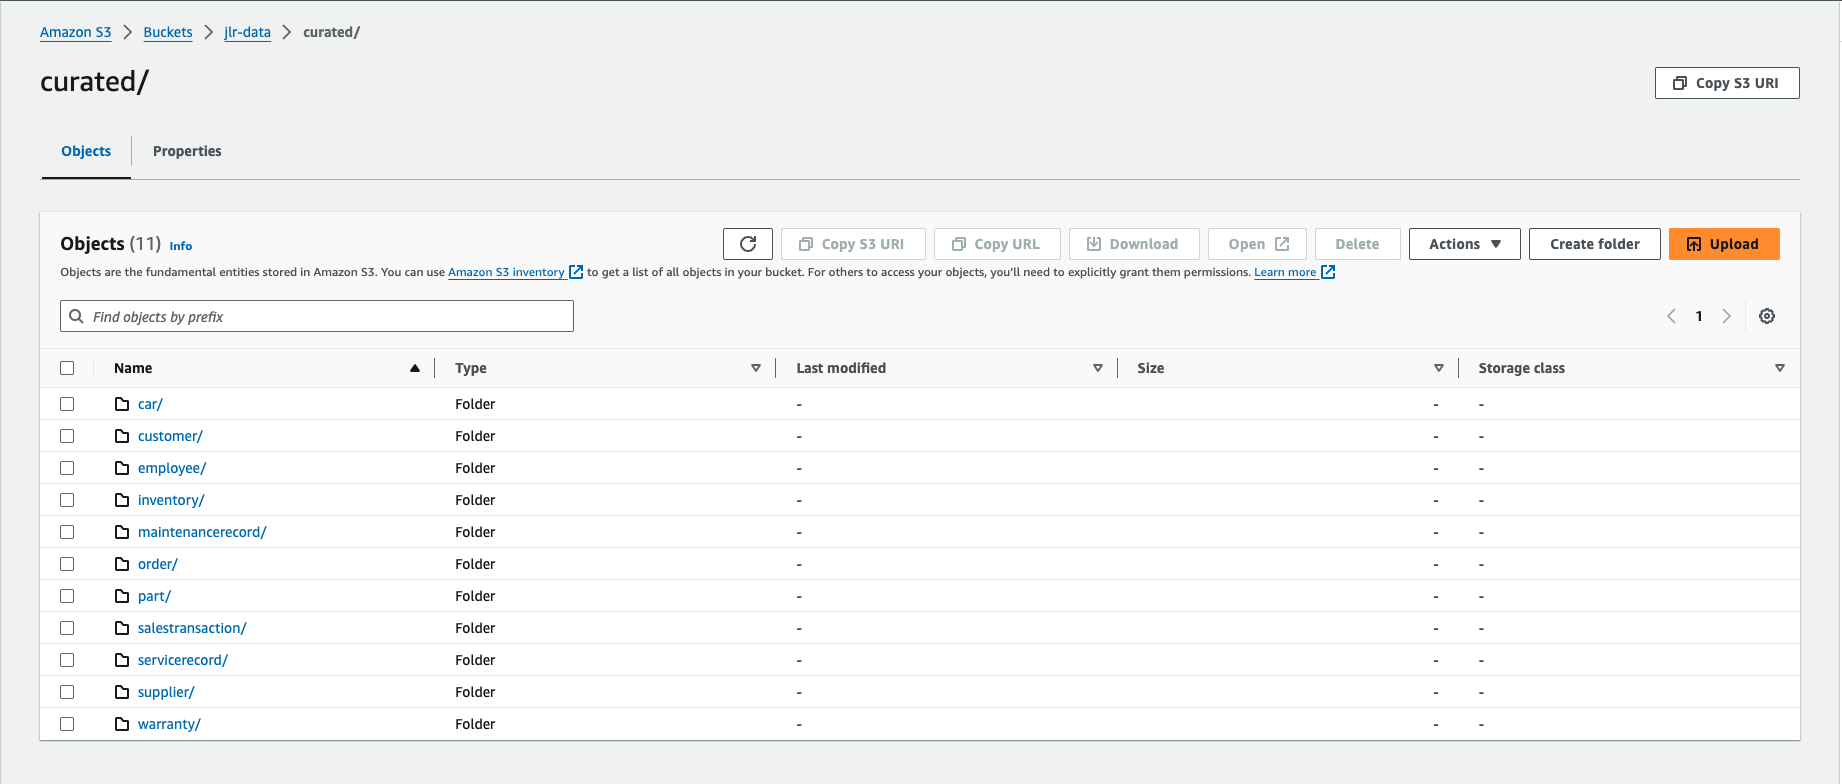 Amazon S3 > Buckets > jlr-data > curated/
curated/
Copy S3 URI
Objects Properties
Objects (11) Info
Copy S3 URI Copy URL Download Open Delete Actions Create folder Upload
Objects are the fundamental entities stored in Amazon S3. You can use Amazon S3 inventory to get a list of all objects in your bucket. For others to access your objects, you'll need to explicitly grant them permissions. Learn more
Find objects by prefix
1
Name Type Last modified Size Storage class
car/ Folder - - -
customer/ Folder - - -
employee/ Folder - - -
inventory/ Folder - - -
maintenancerecord/ Folder - - -
order/ Folder - - -
part/ Folder - - -
salestransaction/ Folder - - -
servicerecord/ Folder - - -
supplier/ Folder - - -
warranty/ Folder - - -